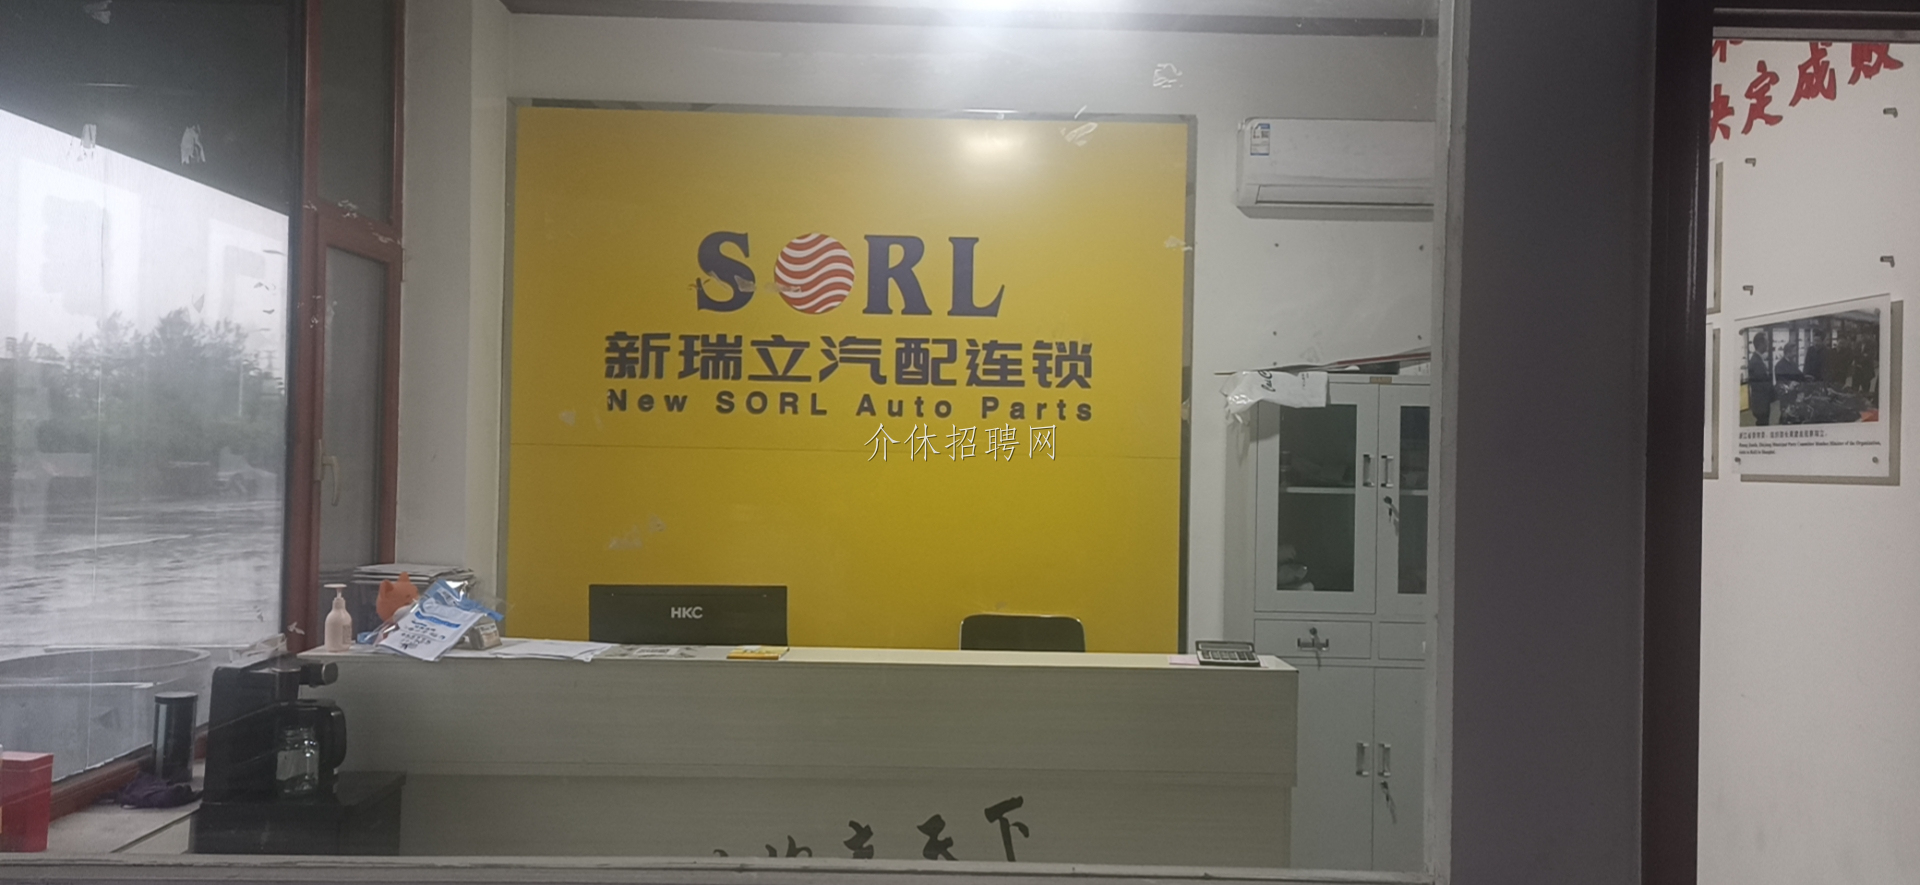 SORL
新瑞立汽配连锁
New SORL Auto Parts
介休招聘网
HKC
决定成败
天下